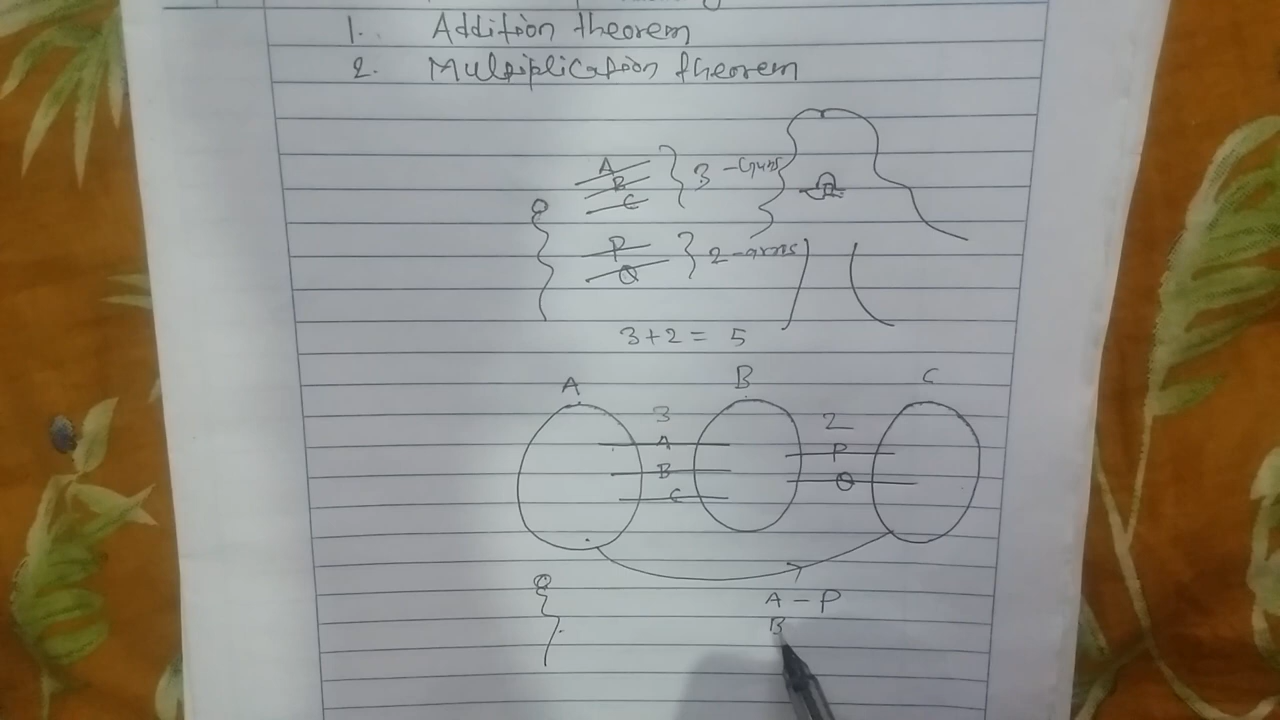 1. Addition theorem
2. Multiplication theorem
A
B
C
3
P
Q
2
3+2 = 5
A B C
3 2
A P
B Q
C
A - P
B